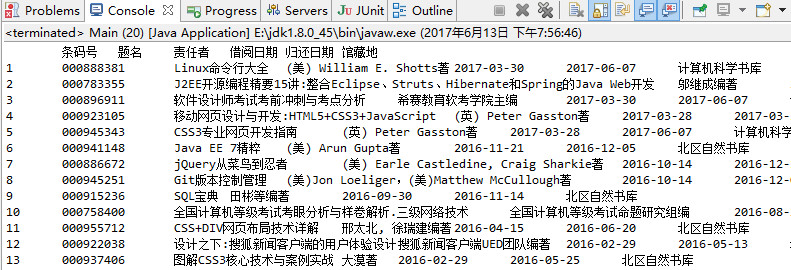 Problems Console Progress Servers JUnit Outline
<terminated> Main (20) [Java Application] E:\jdk1.8.0_45\bin\javaw.exe (2017年6月13日 下午7:56:46)
条码号 题名 责任者 借阅日期 归还日期 馆藏地
1 000888381 Linux命令行大全 (美) William E. Shotts著 2017-03-30 2017-06-07 计算机科学书库
2 000783355 J2EE开源编程精要15讲:整合Eclipse、Struts、Hibernate和Spring的Java Web开发 邬继成编著 2
3 000896911 软件设计师考试考前冲刺与考点分析 希赛教育软考学院主编 2017-03-30 2017-06-07
4 000923105 移动网页设计与开发:HTML5+CSS3+JavaScript (英) Peter Gasston著 2017-03-28 2017-03-
5 000945343 CSS3专业网页开发指南 (英) Peter Gasston著 2017-03-28 2017-06-07 计算机科学
6 000941148 Java EE 7精粹 (美) Arun Gupta著 2016-11-21 2016-12-05 北区自然书库
7 000886672 jQuery从菜鸟到忍者 (美) Earle Castledine, Craig Sharkie著 2016-10-14 2016-12-
8 000945251 Git版本控制管理 (美)Jon Loeliger，(美)Matthew McCullough著 2016-10-14 2016-12-0
9 000915236 SQL宝典 田彬等编著 2016-09-30 2016-11-14 北区自然书库
10 000758400 全国计算机等级考试考眼分析与样卷解析.三级网络技术 全国计算机等级考试命题研究组编 2016-08-
11 000955712 CSS+DIV网页布局技术详解 邢太北, 徐瑞建编著 2016-04-15 2016-06-20 北区自然书库
12 000922038 设计之下:搜狐新闻客户端的用户体验设计 搜狐新闻客户端UED团队编著 2016-02-29 2016-05-13
13 000937406 图解CSS3核心技术与案例实战 大漠著 2016-02-29 2016-05-25 北区自然书库